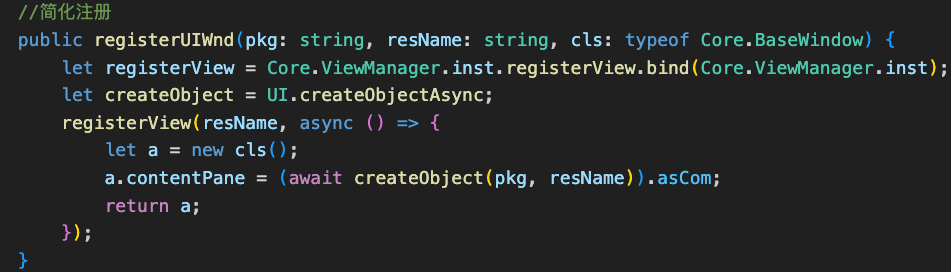 //简化注册
public registerUIWnd(pkg: string, resName: string, cls: typeof Core.BaseWindow) {
    let registerView = Core.ViewManager.inst.registerView.bind(Core.ViewManager.inst);
    let createObject = UI.createObjectAsync;
    registerView(resName, async () => {
        let a = new cls();
        a.contentPane = (await createObject(pkg, resName)).asCom;
        return a;
    });
}